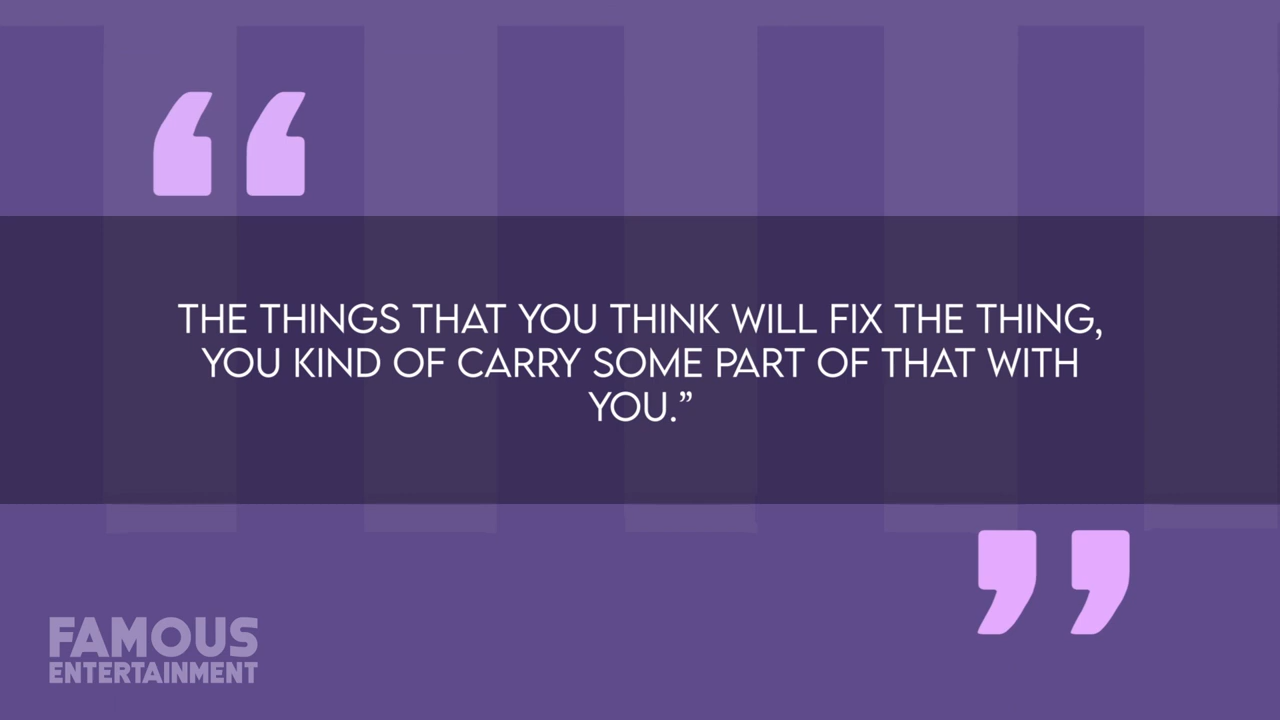 “
THE THINGS THAT YOU THINK WILL FIX THE THING,
YOU KIND OF CARRY SOME PART OF THAT WITH
YOU.”
”
FAMOUS
ENTERTAINMENT